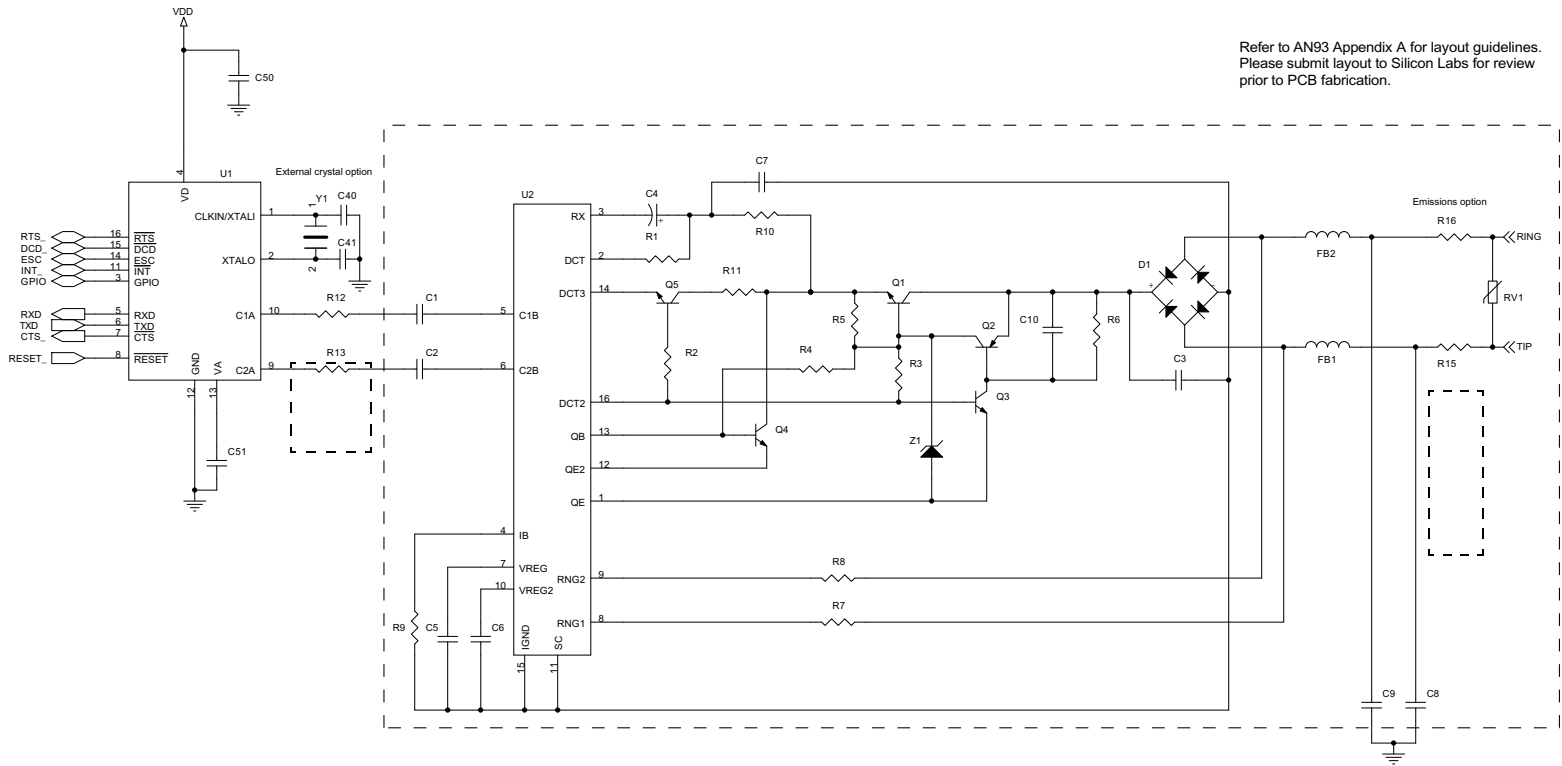 VDD
Refer to AN93 Appendix A for layout guidelines.
Please submit layout to Silicon Labs for review
prior to PCB fabrication.
C50
U1
External crystal option
4
VD
CLKIN/XTALI
1
Y1
1
C40
XTALO
2
2
C41
RTS_
16
RTS
DCD_
15
DCD
ESC
14
ESC
INT_
11
INT
GPIO
3
GPIO
RXD
5
RXD
TXD
6
TXD
CTS_
7
CTS
RESET_
8
RESET
C1A
10
R12
C1
C2A
9
R13
C2
GND
12
VA
13
C51
U2
RX
3
C4
+
C7
R1
R10
DCT
2
DCT3
14
Q5
R11
Q1
5
C1B
6
C2B
R2
R5
R4
R3
Q2
C10
R6
D1
+
-
C3
DCT2
16
Q3
QB
13
Q4
Z1
QE2
12
QE
1
4
IB
7
VREG
10
VREG2
RNG2
9
R8
RNG1
8
R7
R9
C5
C6
IGND
15
SC
11
Emissions option
R16
RING
FB2
RV1
TIP
FB1
R15
C9
C8